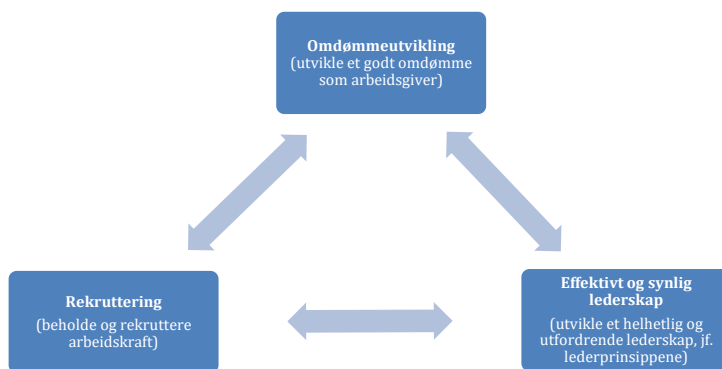 Omdømmeutvikling
(utvikle et godt omdømme
som arbeidsgiver)
Rekruttering
(beholde og rekruttere
arbeidskraft)
Effektivt og synlig
lederskap
(utvikle et helhetlig og
utfordrende lederskap, jf.
lederprinsippene)